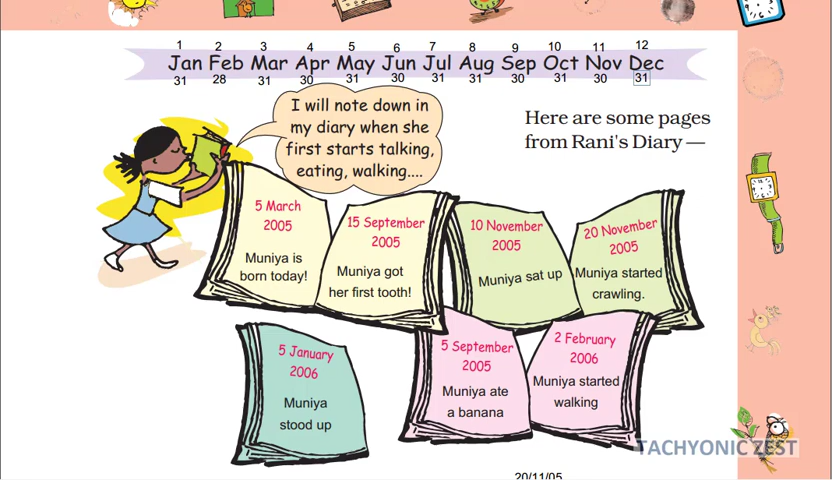 1 2 3 4 5 6 7 8 9 10 11 12
Jan Feb Mar Apr May Jun Jul Aug Sep Oct Nov Dec
31 28 31 30 31 30 31 31 30 31 30 31
I will note down in
my diary when she
first starts talking,
eating, walking....
Here are some pages
from Rani's Diary —
5 March
2005
Muniya is
born today!
15 September
2005
Muniya got
her first tooth!
10 November
2005
Muniya sat up
20 November
2005
Muniya started
crawling.
5 January
2006
Muniya
stood up
5 September
2005
Muniya ate
a banana
2 February
2006
Muniya started
walking
TACHYONIC ZEST
20/11/05